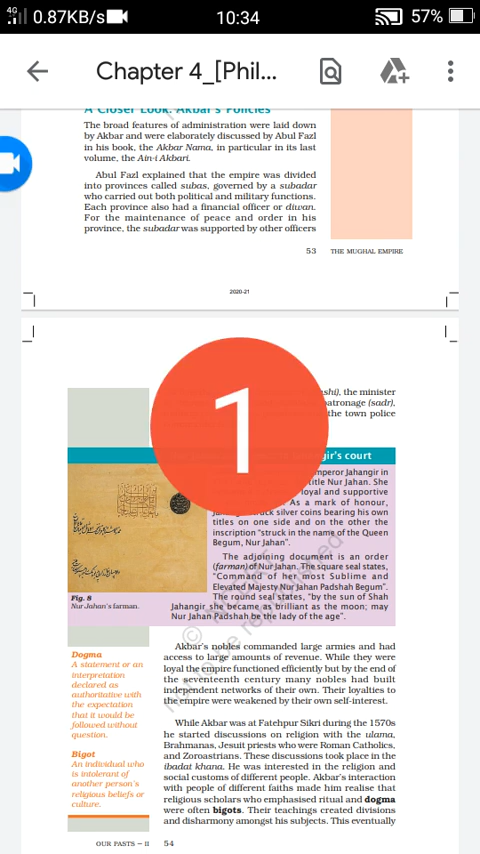 4G 0.87KB/s 10:34 57%
Chapter 4_[Phil...
A Closer Look: Akbar's Policies
The broad features of administration were laid down
by Akbar and were elaborately discussed by Abul Fazl
in his book, the Akbar Nama, in particular in its last
volume, the Ain-i Akbari.
Abul Fazl explained that the empire was divided
into provinces called subas, governed by a subadar
who carried out both political and military functions.
Each province also had a financial officer or diwan.
For the maintenance of peace and order in his
province, the subadar was supported by other officers
53 THE MUGHAL EMPIRE
2020-21
1
the minister
the town police
gir's court
mperor Jahangir in
title Nur Jahan. She
loyal and supportive
As a mark of honour,
silver coins bearing his own
titles on one side and on the other the
inscription "struck in the name of the Queen
Begum, Nur Jahan".
The adjoining document is an order
(farman) of Nur Jahan. The square seal states,
"Command of her most Sublime and
Elevated Majesty Nur Jahan Padshah Begum".
The round seal states, "by the sun of Shah
Jahangir she became as brilliant as the moon; may
Nur Jahan Padshah be the lady of the age".
Fig. 8
Nur Jahan's farman.
Dogma
A statement or an
interpretation
declared as
authoritative with
the expectation
that it would be
followed without
question.
Bigot
An individual who
is intolerant of
another person's
religious beliefs or
culture.
Akbar's nobles commanded large armies and had
access to large amounts of revenue. While they were
loyal the empire functioned efficiently but by the end of
the seventeenth century many nobles had built
independent networks of their own. Their loyalties to
the empire were weakened by their own self-interest.
While Akbar was at Fatehpur Sikri during the 1570s
he started discussions on religion with the ulama,
Brahmanas, Jesuit priests who were Roman Catholics,
and Zoroastrians. These discussions took place in the
ibadat khana. He was interested in the religion and
social customs of different people. Akbar's interaction
with people of different faiths made him realise that
religious scholars who emphasised ritual and dogma
were often bigots. Their teachings created divisions
and disharmony amongst his subjects. This eventually
OUR PASTS – II 54